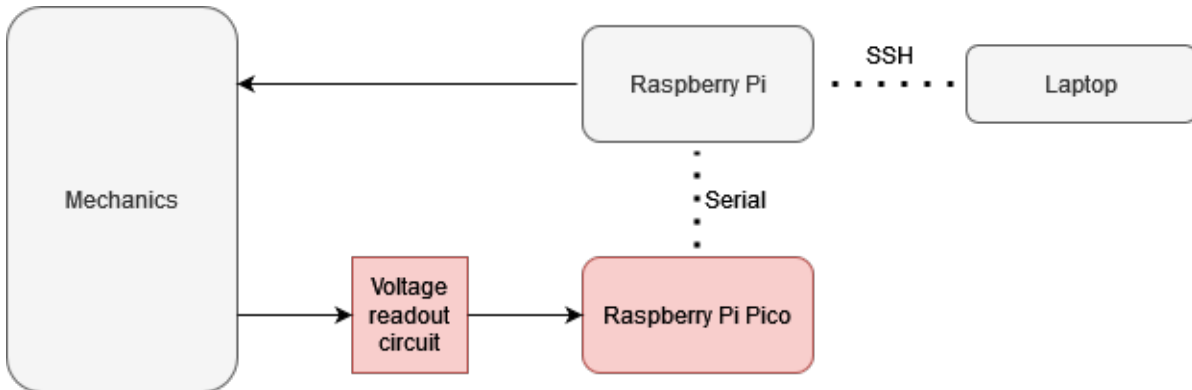 SSH
Raspberry Pi
Laptop
Mechanics
Serial
Voltage
readout
circuit
Raspberry Pi Pico